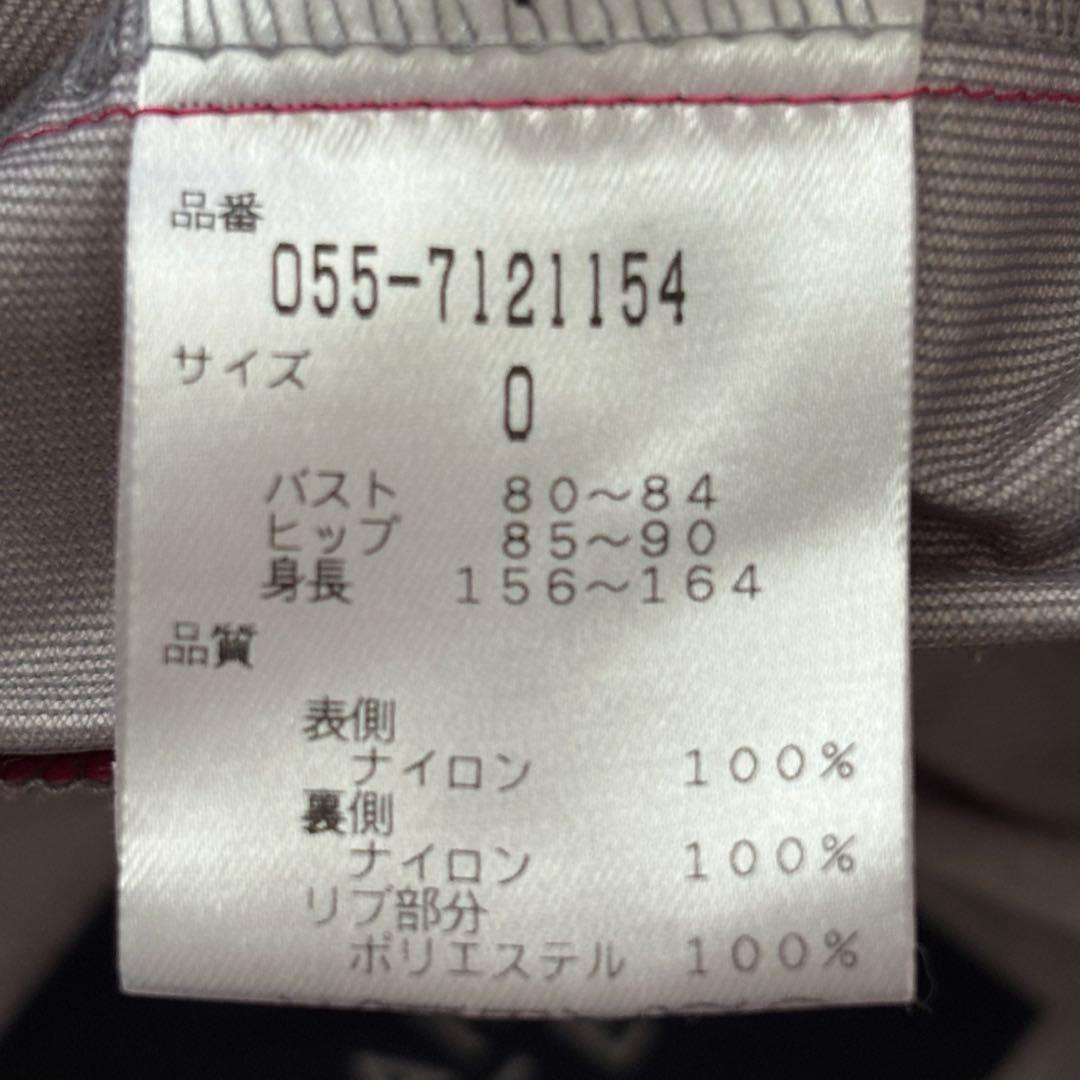 品番
055-7121154
サイズ
0
バスト 80~84
ヒップ 85~90
身長 156~164
品質
表側
ナイロン 100%
裏側
ナイロン 100%
リブ部分
ポリエステル 100%